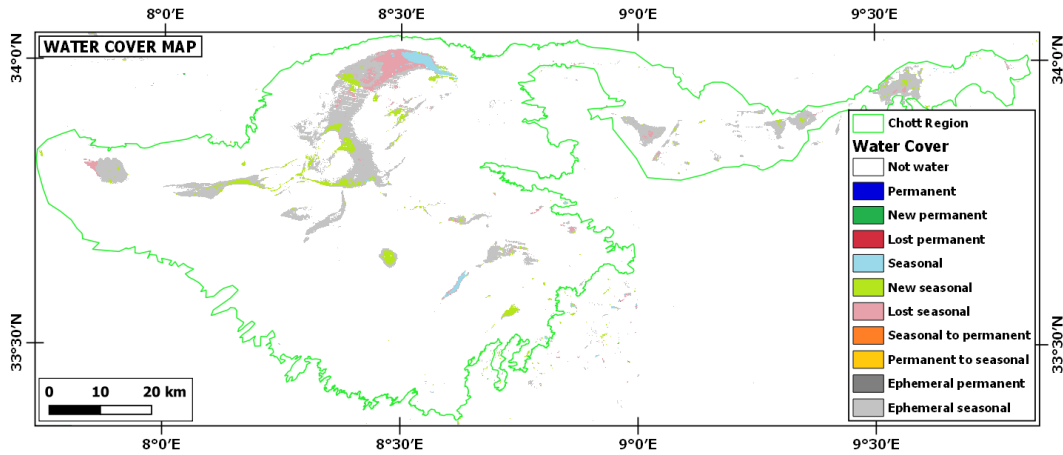 8°0′E 8°30′E 9°0′E 9°30′E
WATER COVER MAP
34°0′N 34°0′N
Chott Region
Water Cover
Not water
Permanent
New permanent
Lost permanent
Seasonal
New seasonal
Lost seasonal
Seasonal to permanent
Permanent to seasonal
Ephemeral permanent
Ephemeral seasonal
33°30′N 33°30′N
0 10 20 km
8°0′E 8°30′E 9°0′E 9°30′E